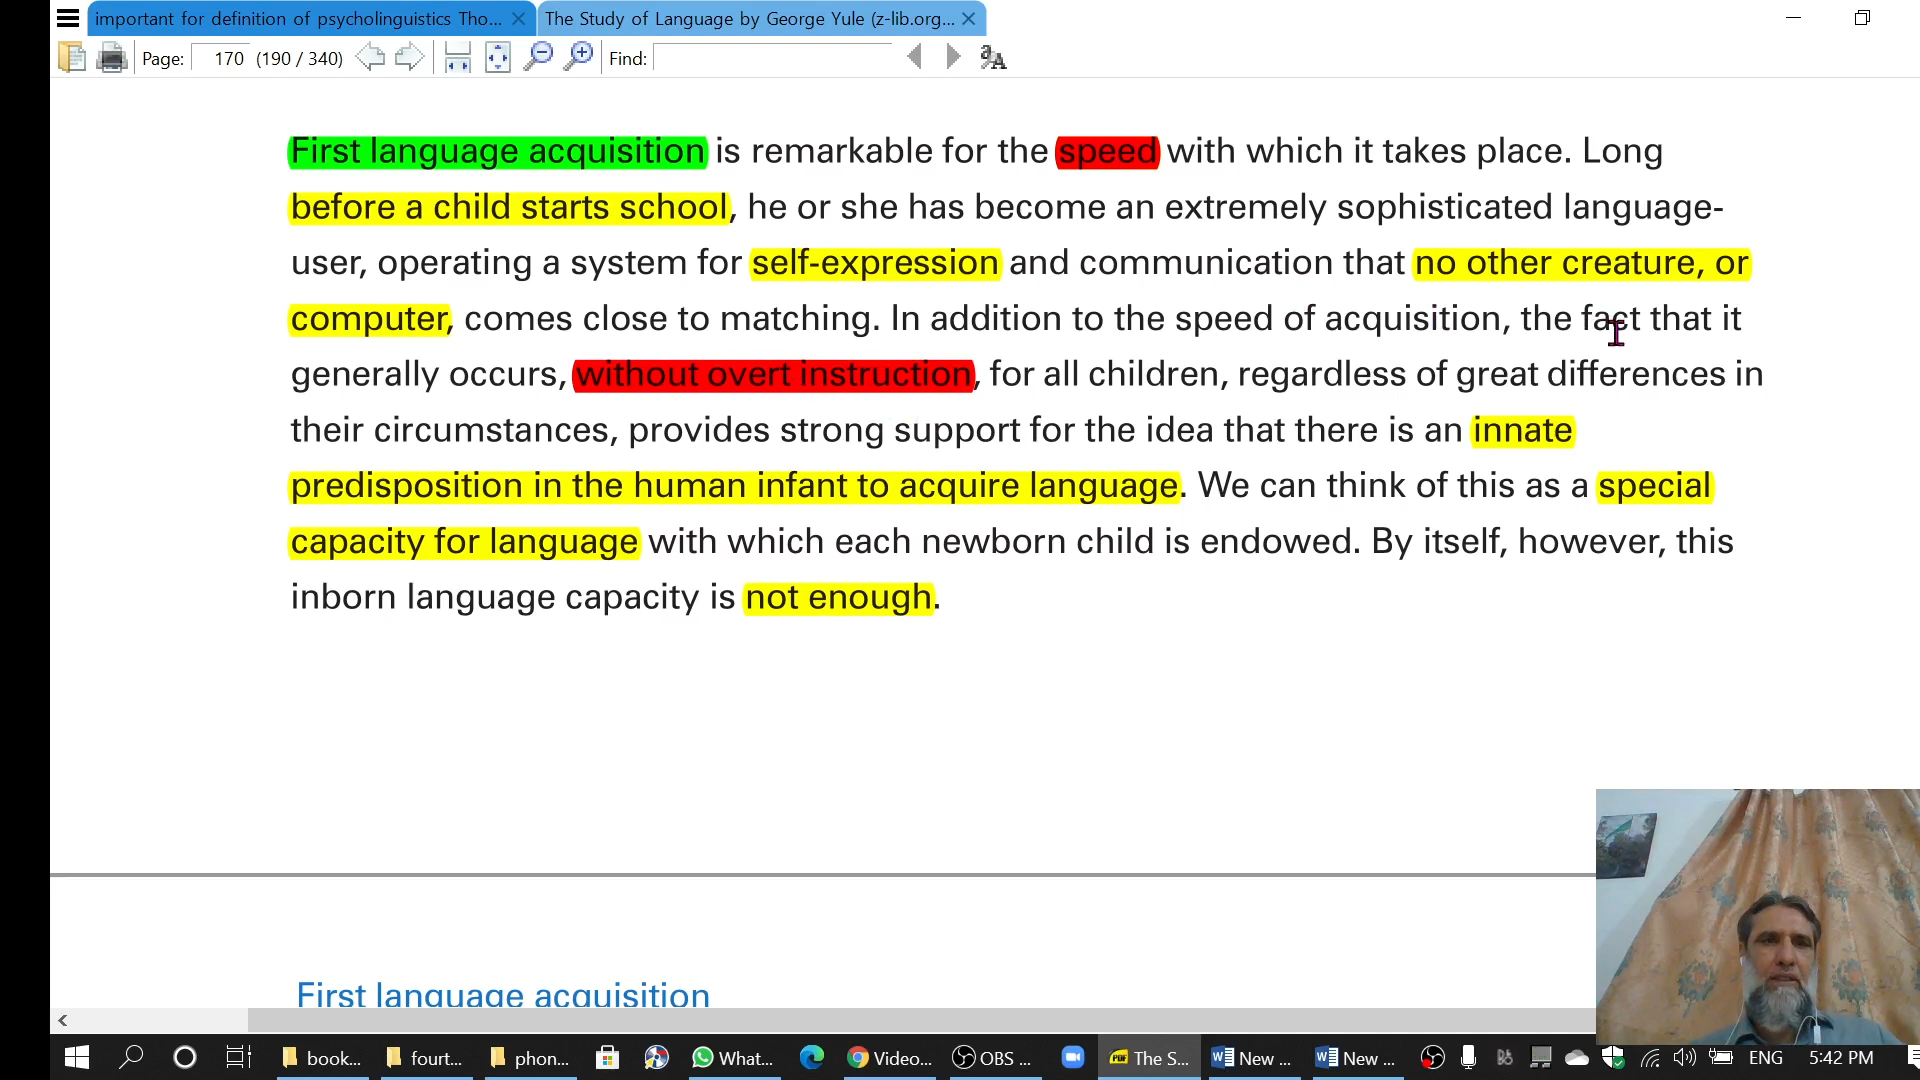 important for definition of psycholinguistics Tho...
The Study of Language by George Yule (z-lib.org...
Page: 170 (190 / 340) Find:
First language acquisition is remarkable for the speed with which it takes place. Long
before a child starts school, he or she has become an extremely sophisticated language-
user, operating a system for self-expression and communication that no other creature, or
computer, comes close to matching. In addition to the speed of acquisition, the fact that it
generally occurs, without overt instruction, for all children, regardless of great differences in
their circumstances, provides strong support for the idea that there is an innate
predisposition in the human infant to acquire language. We can think of this as a special
capacity for language with which each newborn child is endowed. By itself, however, this
inborn language capacity is not enough.
First language acquisition
book... fourt... phon... What... Video... OBS ... PDF The S... New ... New ... ENG 5:42 PM